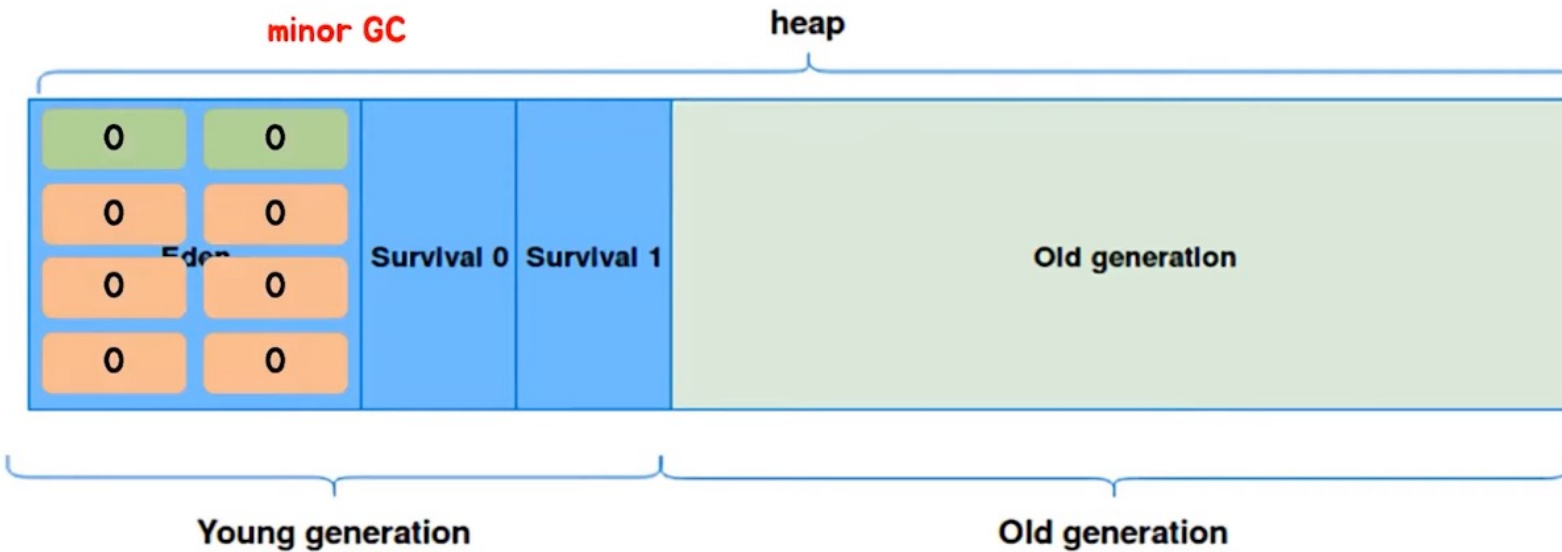 minor GC
heap
0 0
0 0
Eden Survival 0 Survival 1 Old generation
0 0
0 0
Young generation Old generation